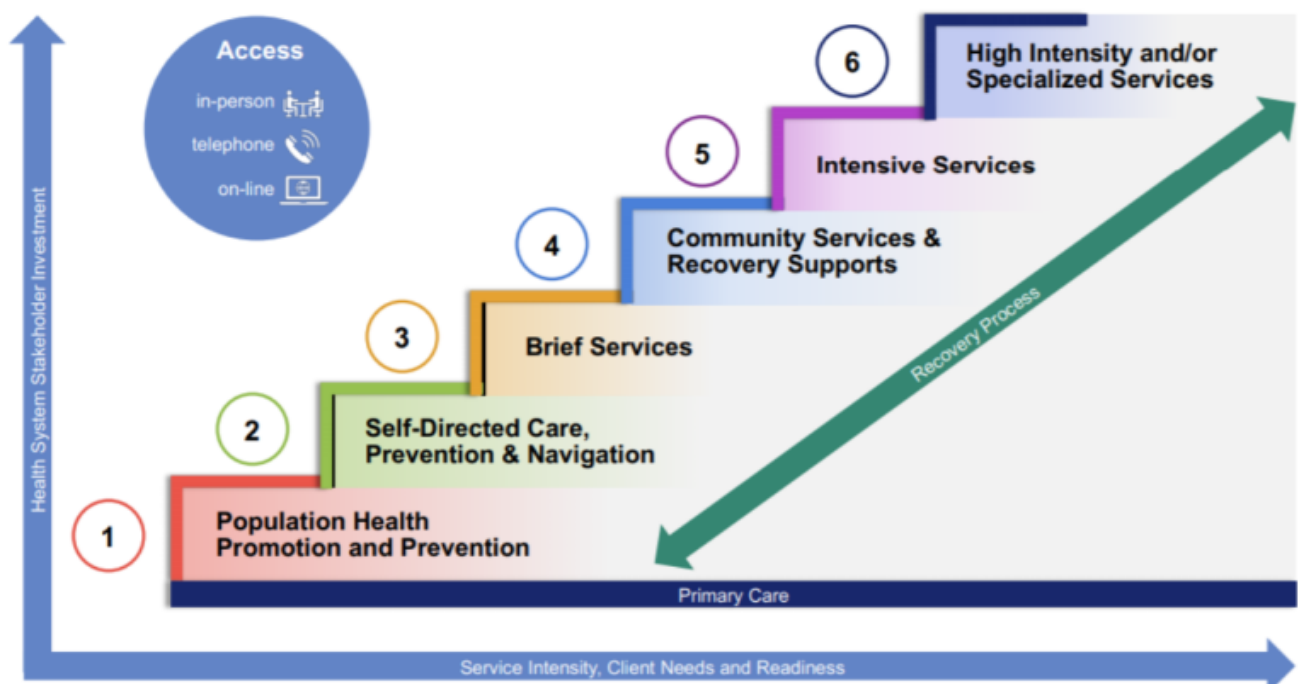 Access
in-person
telephone
on-line
6
High Intensity and/or
Specialized Services
5
Intensive Services
4
Community Services &
Recovery Supports
3
Brief Services
2
Self-Directed Care,
Prevention & Navigation
1
Population Health
Promotion and Prevention
Recovery Process
Primary Care
Health System Stakeholder Investment
Service Intensity, Client Needs and Readiness